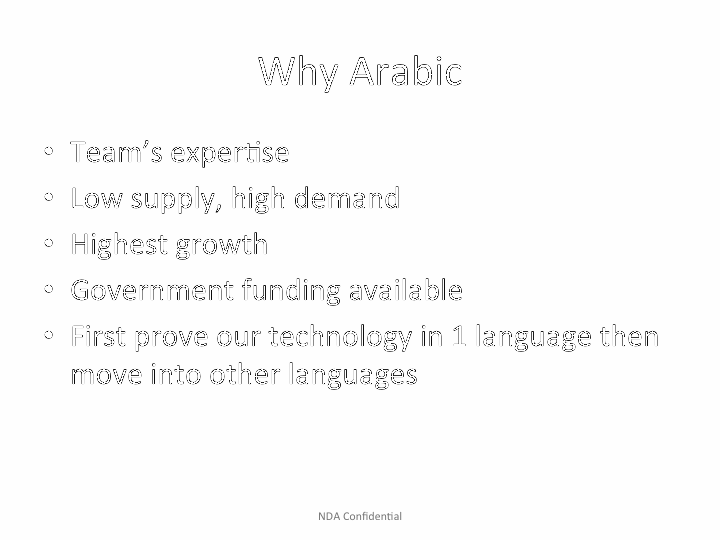 Why Arabic
• Team’s expertise
• Low supply, high demand
• Highest growth
• Government funding available
• First prove our technology in 1 language then
move into other languages
NDA Confidential